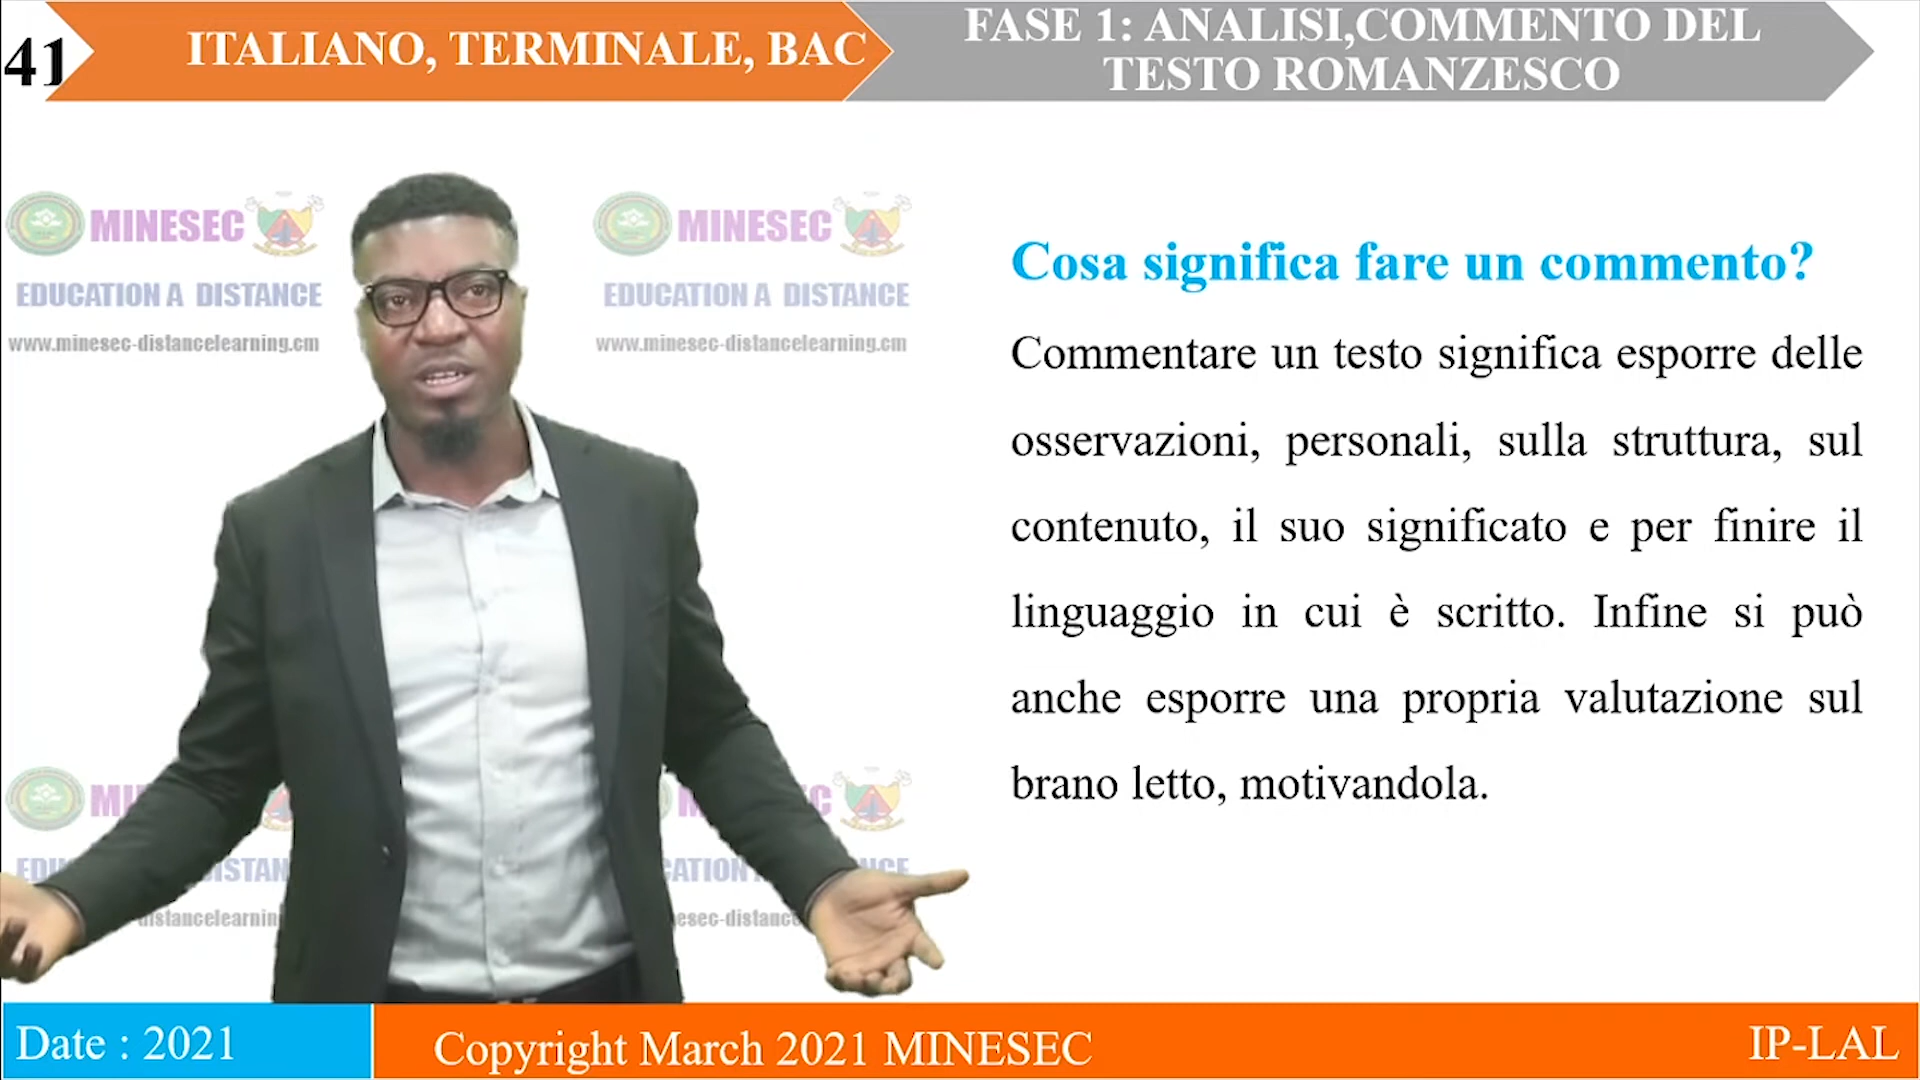 41
ITALIANO, TERMINALE, BAC
FASE 1: ANALISI,COMMENTO DEL
TESTO ROMANZESCO
MINESEC
EDUCATION A DISTANCE
www.minesec-distancelearning.cm
MINESEC
EDUCATION A DISTANCE
www.minesec-distancelearning.cm
Cosa significa fare un commento?
Commentare un testo significa esporre delle
osservazioni, personali, sulla struttura, sul
contenuto, il suo significato e per finire il
linguaggio in cui è scritto. Infine si può
anche esporre una propria valutazione sul
brano letto, motivandola.
Date : 2021
Copyright March 2021 MINESEC
IP-LAL